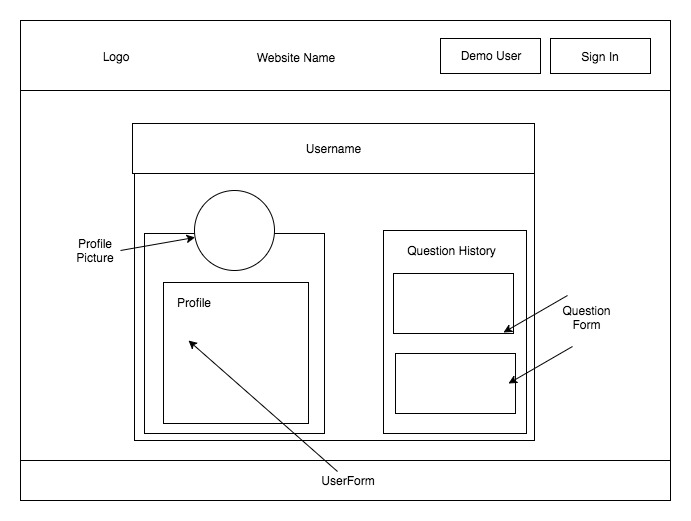 Logo
Website Name
Demo User
Sign In
Username
Profile
Picture
Question History
Profile
Question
Form
UserForm